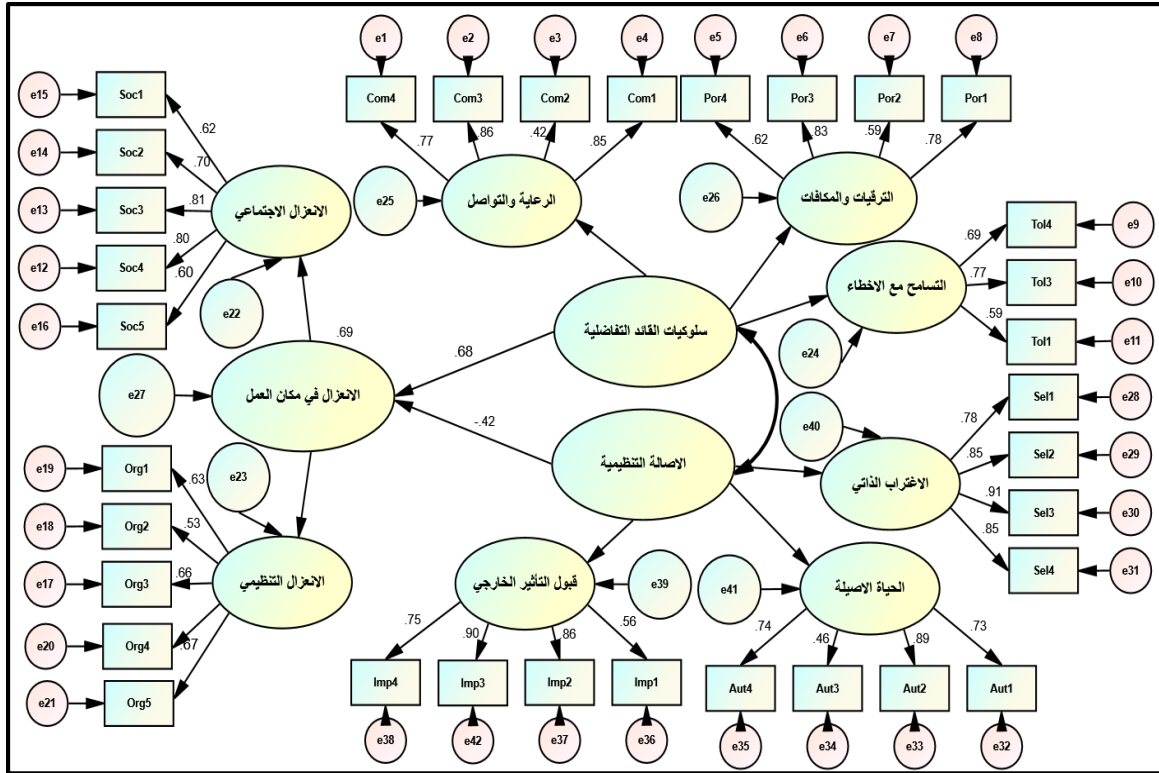 e1
e2
e3
e4
e5
e6
e7
e8
Com4
Com3
Com2
Com1
Por4
Por3
Por2
Por1
.77
.86
.42
.85
.62
.83
.59
.78
e25
الرعاية والتواصل
e26
الترقيات والمكافات
e15
Soc1
.62
e14
Soc2
.70
e13
Soc3
.81
e12
Soc4
.80
e16
Soc5
.60
الانعزال الاجتماعي
e22
التسامح مع الاخطاء
e24
.69
Tol4
e9
.77
Tol3
e10
.59
Tol1
e11
سلوكيات القائد التفاضلية
.68
.69
الانعزال في مكان العمل
e27
-.42
الاصالة التنظيمية
e40
الاغتراب الذاتي
.78
Sel1
e28
.85
Sel2
e29
.91
Sel3
e30
.85
Sel4
e31
e23
e19
Org1
.63
e18
Org2
.53
e17
Org3
.66
e20
Org4
.67
e21
Org5
الانعزال التنظيمي
قبول التأثير الخارجي
e39
e41
الحياة الاصيلة
.75
.90
.86
.56
.74
.46
.89
.73
Imp4
Imp3
Imp2
Imp1
Aut4
Aut3
Aut2
Aut1
e38
e42
e37
e36
e35
e34
e33
e32